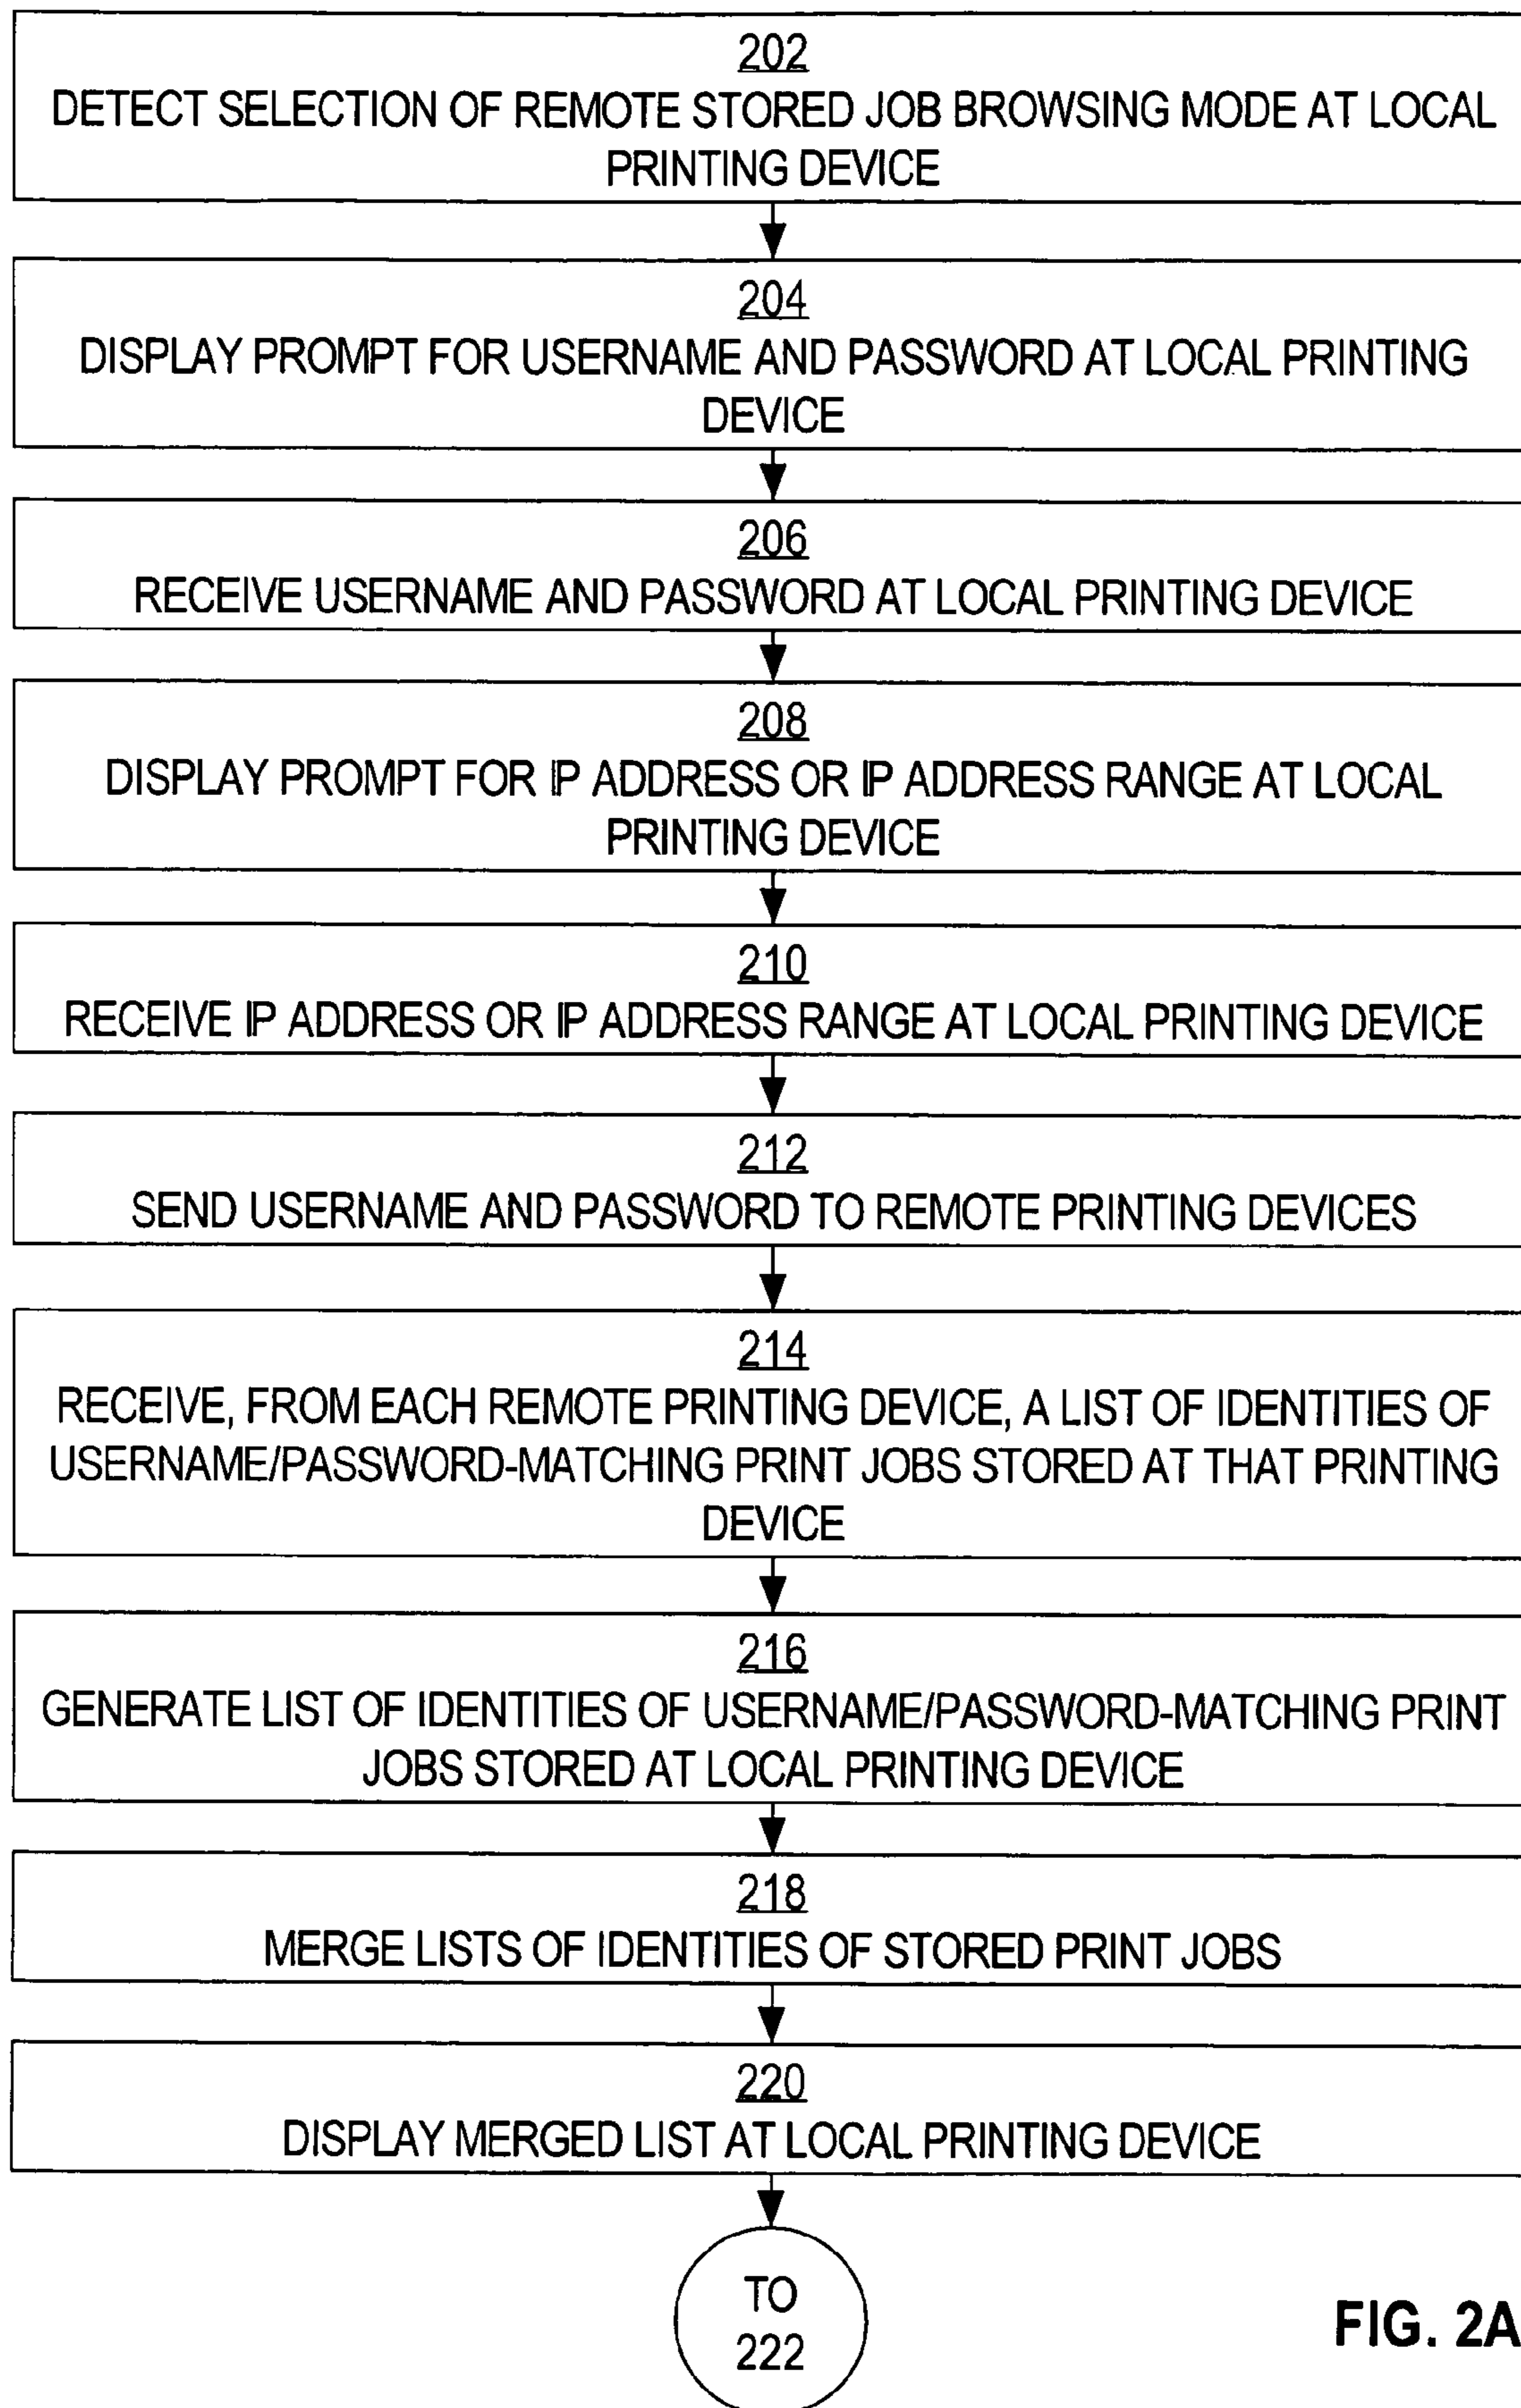 202
DETECT SELECTION OF REMOTE STORED JOB BROWSING MODE AT LOCAL
PRINTING DEVICE
204
DISPLAY PROMPT FOR USERNAME AND PASSWORD AT LOCAL PRINTING
DEVICE
206
RECEIVE USERNAME AND PASSWORD AT LOCAL PRINTING DEVICE
208
DISPLAY PROMPT FOR IP ADDRESS OR IP ADDRESS RANGE AT LOCAL
PRINTING DEVICE
210
RECEIVE IP ADDRESS OR IP ADDRESS RANGE AT LOCAL PRINTING DEVICE
212
SEND USERNAME AND PASSWORD TO REMOTE PRINTING DEVICES
214
RECEIVE, FROM EACH REMOTE PRINTING DEVICE, A LIST OF IDENTITIES OF
USERNAME/PASSWORD-MATCHING PRINT JOBS STORED AT THAT PRINTING
DEVICE
216
GENERATE LIST OF IDENTITIES OF USERNAME/PASSWORD-MATCHING PRINT
JOBS STORED AT LOCAL PRINTING DEVICE
218
MERGE LISTS OF IDENTITIES OF STORED PRINT JOBS
220
DISPLAY MERGED LIST AT LOCAL PRINTING DEVICE
TO
222
FIG. 2A